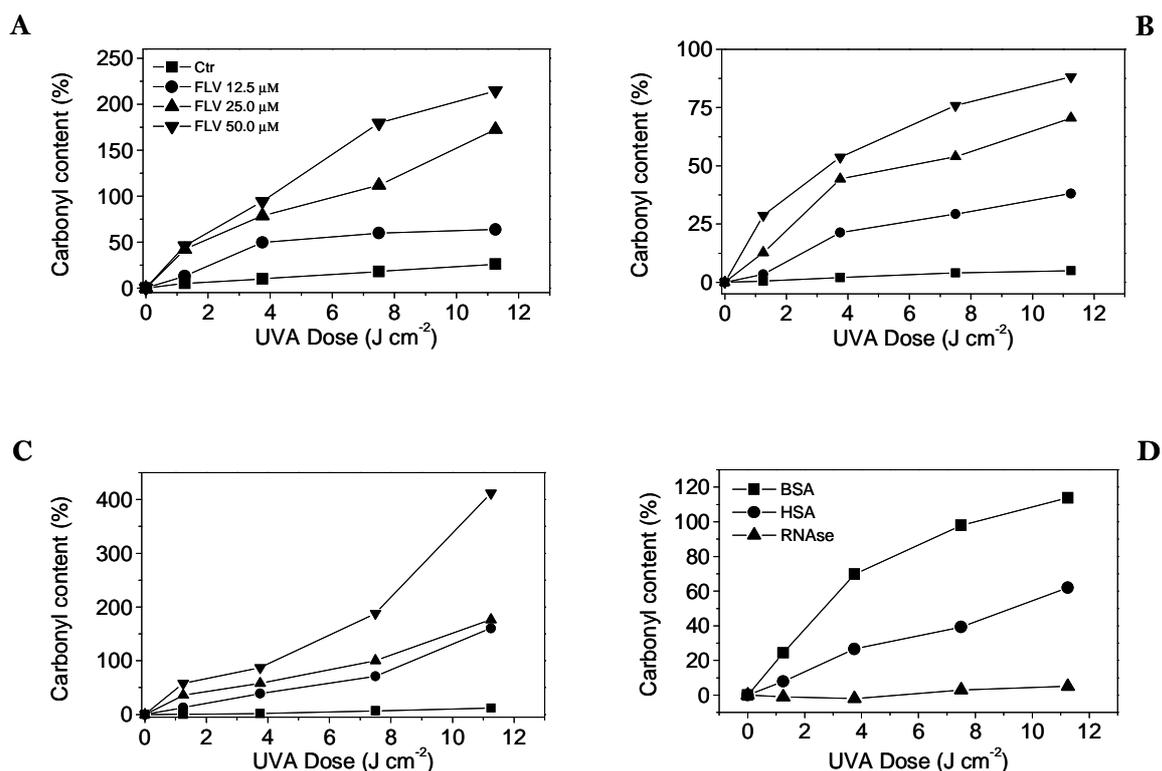 A
Carbonyl content (%)
250
200
150
100
50
0
Ctr
FLV 12.5 μM
FLV 25.0 μM
FLV 50.0 μM
0 2 4 6 8 10 12
UVA Dose (J cm-2)
B
Carbonyl content (%)
100
75
50
25
0
0 2 4 6 8 10 12
UVA Dose (J cm-2)
C
Carbonyl content (%)
400
300
200
100
0
0 2 4 6 8 10 12
UVA Dose (J cm-2)
D
Carbonyl content (%)
120
100
80
60
40
20
0
BSA
HSA
RNAse
0 2 4 6 8 10 12
UVA Dose (J cm-2)